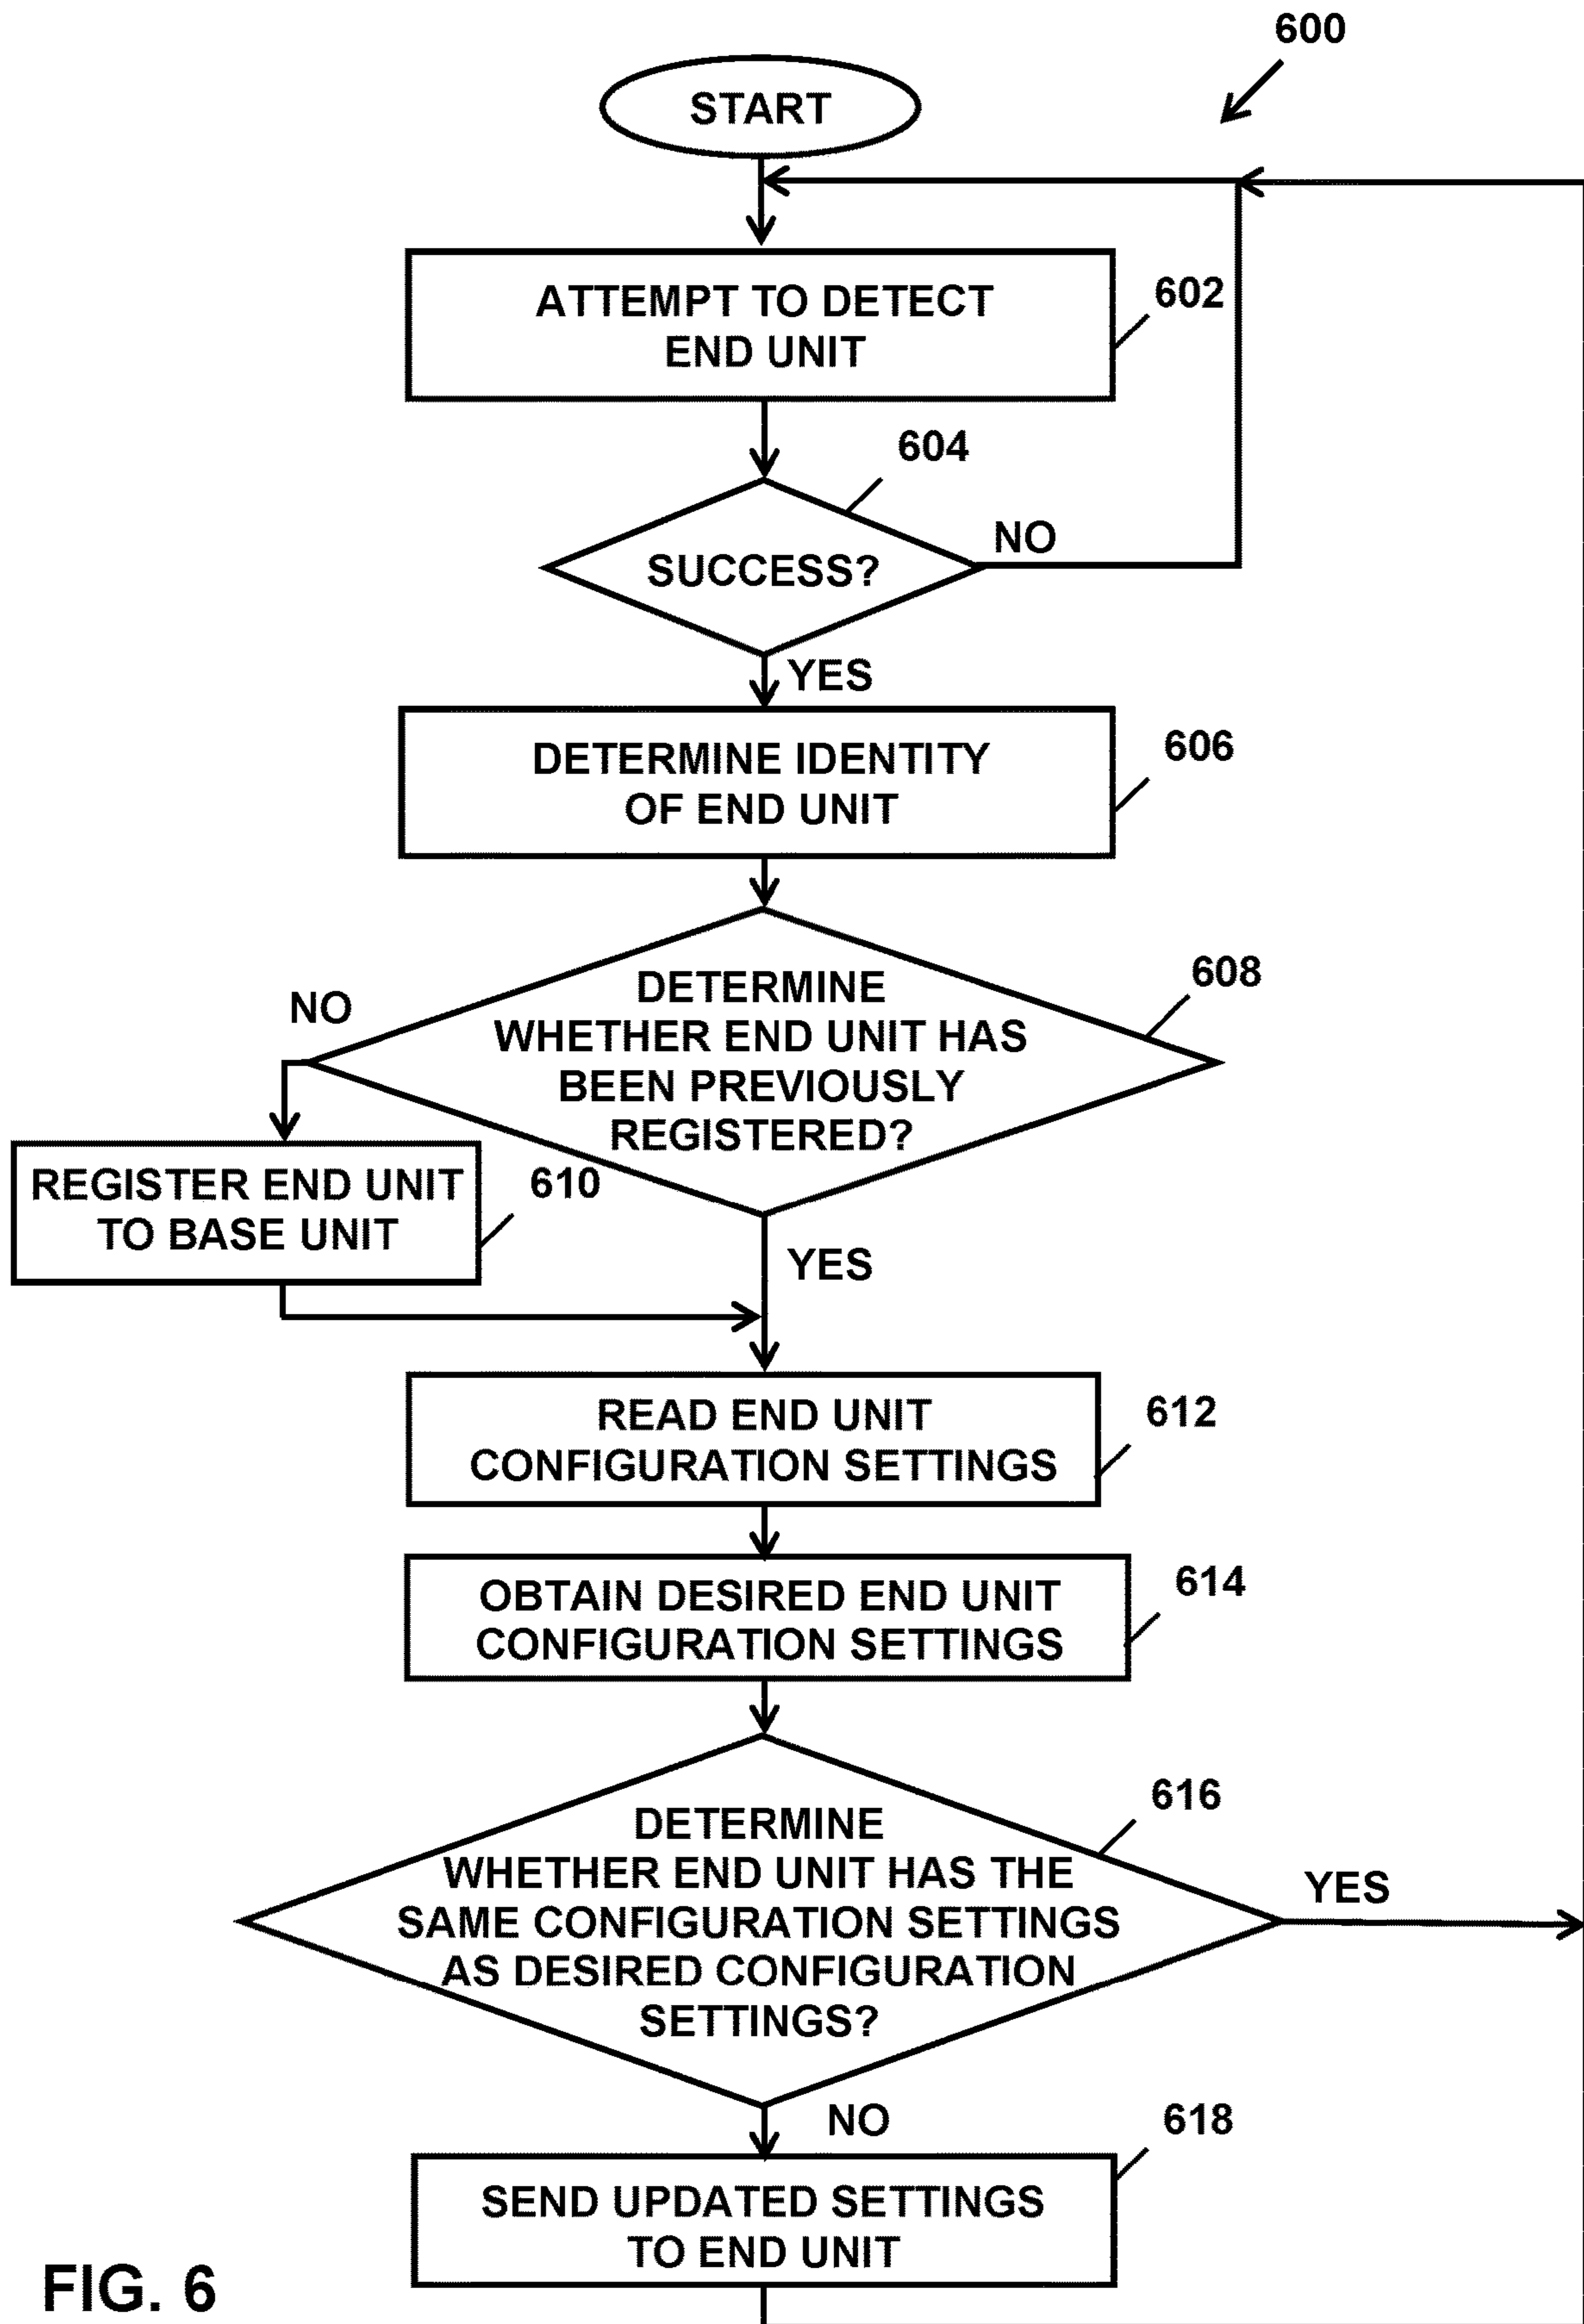 600
START
ATTEMPT TO DETECT
END UNIT
602
604
SUCCESS?
NO
YES
DETERMINE IDENTITY
OF END UNIT
606
608
NO
DETERMINE
WHETHER END UNIT HAS
BEEN PREVIOUSLY
REGISTERED?
REGISTER END UNIT
TO BASE UNIT
610
YES
READ END UNIT
CONFIGURATION SETTINGS
612
OBTAIN DESIRED END UNIT
CONFIGURATION SETTINGS
614
616
DETERMINE
WHETHER END UNIT HAS THE
SAME CONFIGURATION SETTINGS
AS DESIRED CONFIGURATION
SETTINGS?
YES
NO
618
SEND UPDATED SETTINGS
TO END UNIT
FIG. 6